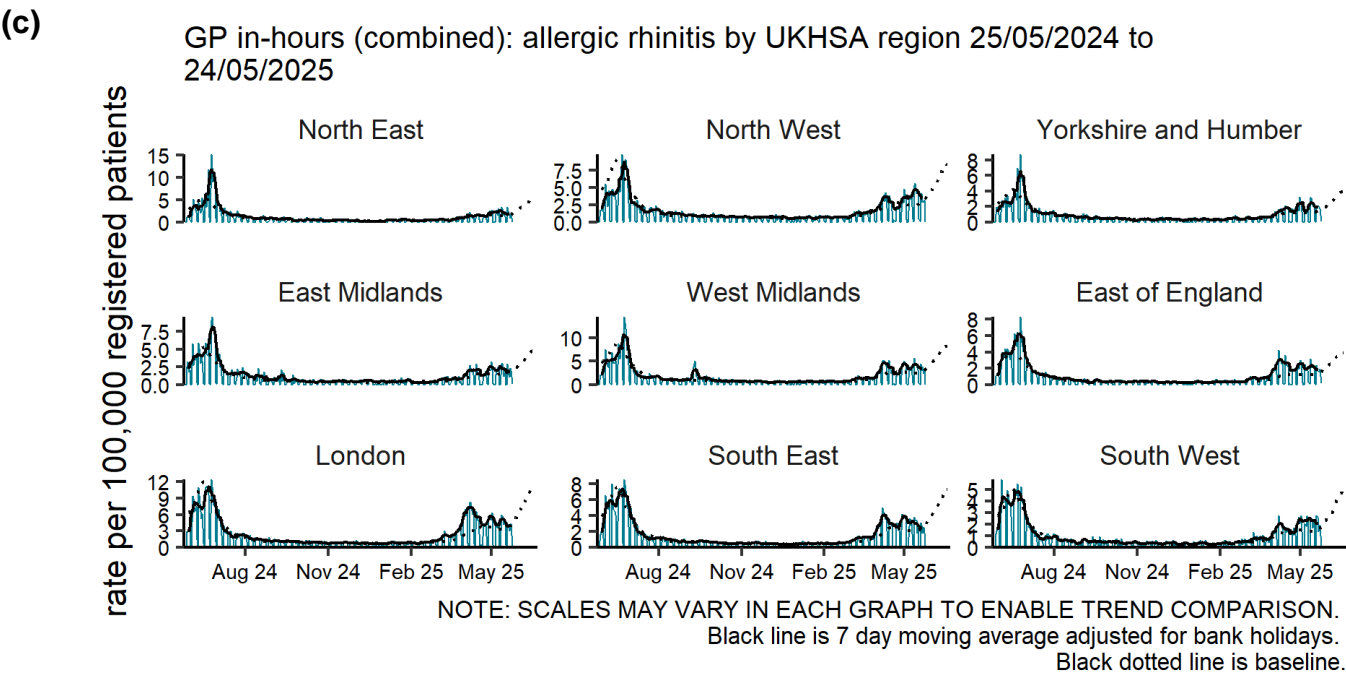 (c)
GP in-hours (combined): allergic rhinitis by UKHSA region 25/05/2024 to
24/05/2025
rate per 100,000 registered patients
North East
15
10
5
0
North West
7.5
5.0
2.5
0.0
Yorkshire and Humber
8
6
4
2
0
East Midlands
7.5
5.0
2.5
0.0
West Midlands
10
5
0
East of England
8
6
4
2
0
London
12
9
6
3
0
South East
8
6
4
2
0
South West
5
4
3
2
1
0
Aug 24 Nov 24 Feb 25 May 25
Aug 24 Nov 24 Feb 25 May 25
Aug 24 Nov 24 Feb 25 May 25
NOTE: SCALES MAY VARY IN EACH GRAPH TO ENABLE TREND COMPARISON.
Black line is 7 day moving average adjusted for bank holidays.
Black dotted line is baseline.